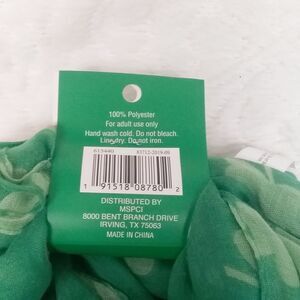 100% Polyester
For adult use only
Hand wash cold. Do not bleach.
Line dry. Do not iron.
615440
1 91518 08780 2
DISTRIBUTED BY
MSPCI
8000 BENT BRANCH DRIVE
IRVING, TX 75063
MADE IN CHINA